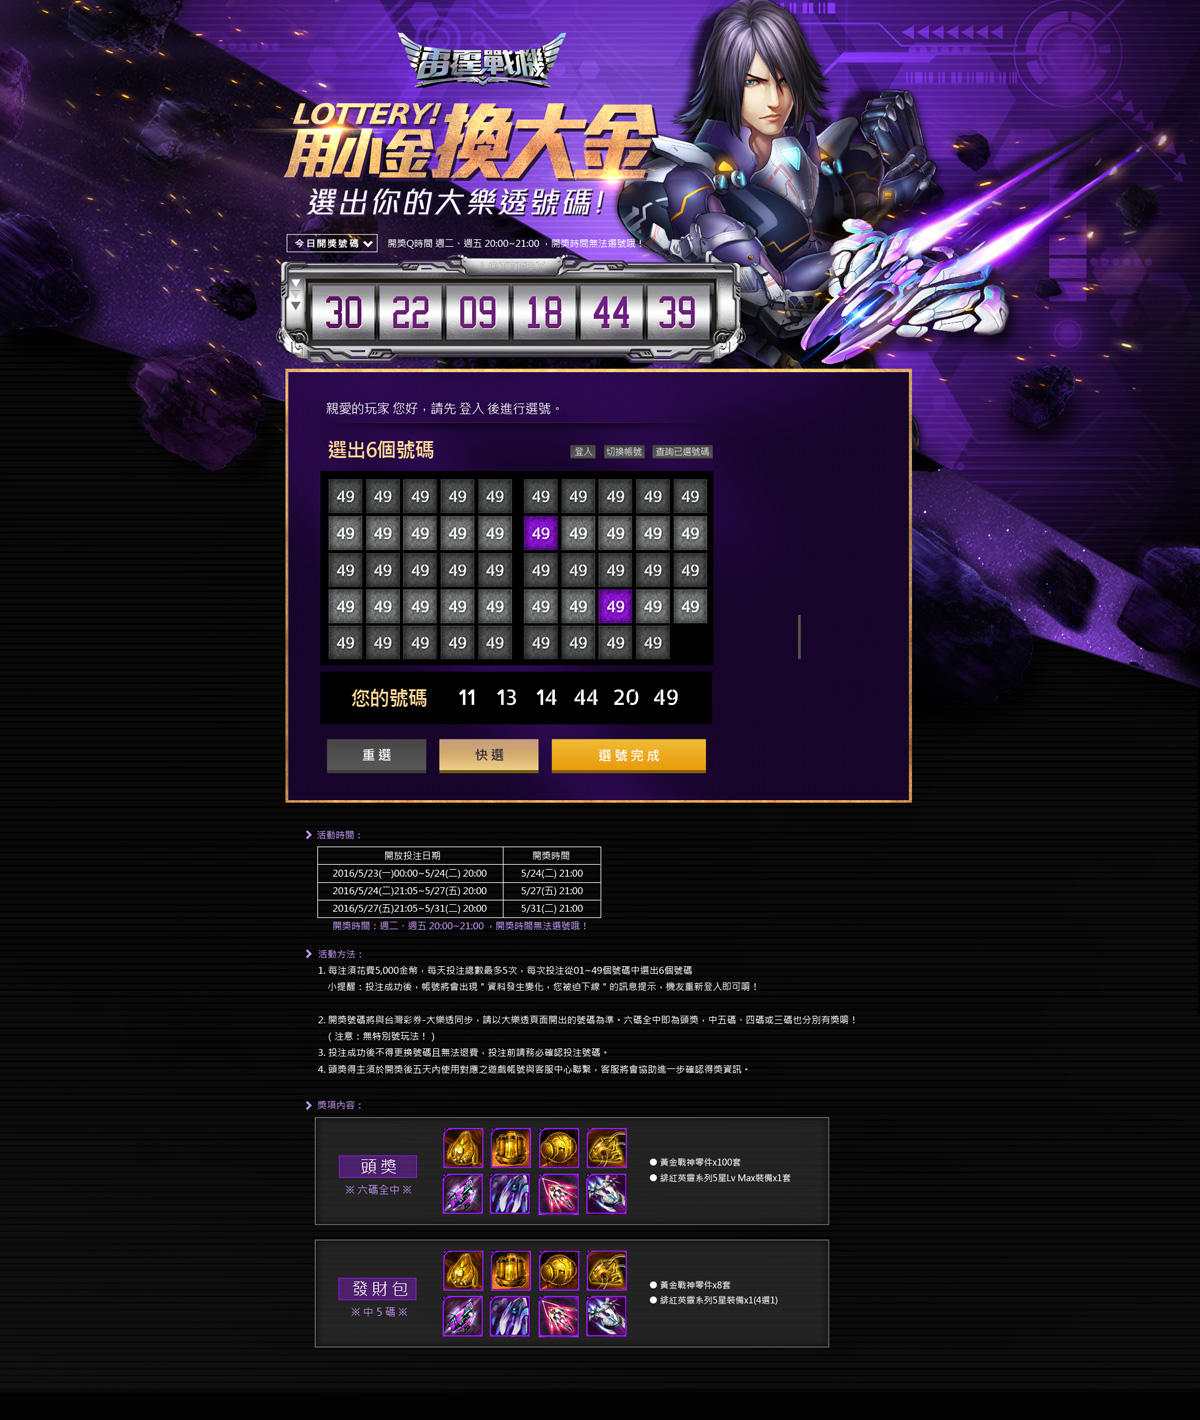 雷霆戰機
LOTTERY!
用小金換大金
選出你的大樂透號碼!
今日開獎號碼
開獎Q時間 週二、週五 20:00~21:00 ，開獎時間無法選號哦！
LOTTERY
30 22 09 18 44 39
親愛的玩家 您好，請先 登入 後進行選號。
選出6個號碼
登入 切換帳號 查詢已選號碼
49 49 49 49 49 49 49 49 49 49
49 49 49 49 49 49 49 49 49 49
49 49 49 49 49 49 49 49 49 49
49 49 49 49 49 49 49 49 49 49
49 49 49 49 49 49 49 49 49
您的號碼 11 13 14 44 20 49
重選 快選 選號完成
活動時間：
開放投注日期 開獎時間
2016/5/23(一)00:00~5/24(二) 20:00 5/24(二) 21:00
2016/5/24(二)21:05~5/27(五) 20:00 5/27(五) 21:00
2016/5/27(五)21:05~5/31(二) 20:00 5/31(二) 21:00
開獎時間：週二、週五 20:00~21:00 ，開獎時間無法選號哦！
活動方法：
1. 每注須花費5,000金幣，每天投注總數最多5次，每次投注從01~49個號碼中選出6個號碼
小提醒：投注成功後，帳號將會出現 " 資料發生變化，您被迫下線 " 的訊息提示，機友重新登入即可唷！
2. 開獎號碼將與台灣彩券-大樂透同步，請以大樂透頁面開出的號碼為準。六碼全中即為頭獎，中五碼、四碼或三碼也分別有獎唷！
( 注意：無特別號玩法！ )
3. 投注成功後不得更換號碼且無法退費，投注前請務必確認投注號碼。
4. 頭獎得主須於開獎後五天內使用對應之遊戲帳號與客服中心聯繫，客服將會協助進一步確認得獎資訊。
獎項內容：
頭獎
※ 六碼全中 ※
● 黃金戰神零件x100套
● 緋紅英靈系列5星Lv Max裝備x1套
發財包
※ 中 5 碼 ※
● 黃金戰神零件x8套
● 緋紅英靈系列5星裝備x1(4選1)